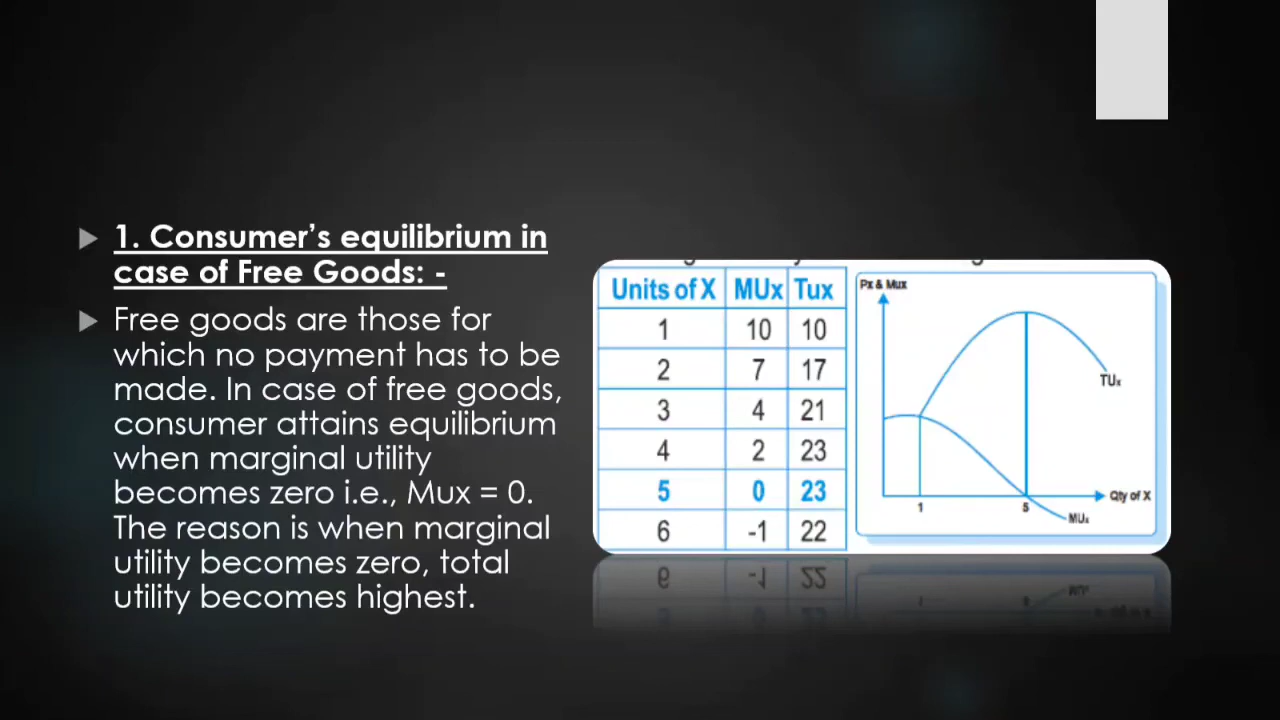 1. Consumer’s equilibrium in
case of Free Goods: -
Free goods are those for
which no payment has to be
made. In case of free goods,
consumer attains equilibrium
when marginal utility
becomes zero i.e., Mux = 0.
The reason is when marginal
utility becomes zero, total
utility becomes highest.
Units of X MUx Tux
1 10 10
2 7 17
3 4 21
4 2 23
5 0 23
6 -1 22
Px & Mux
TUx
Qty of X
1 5
MUx